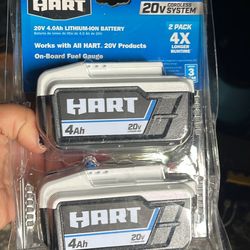 HART
20V CORDLESS
SYSTEM
20V 4.0Ah LITHIUM-ION BATTERY
2 PACK
Works with All HART 20V Products
4X
LONGER
RUNTIME
On-Board Fuel Gauge
3
HART
4Ah
20V
HART
4Ah
20V